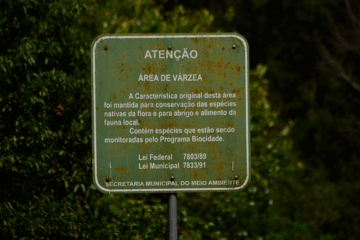 ATENÇÃO
ÁREA DE VÁRZEA
A Característica original desta área
foi mantida para conservação das espécies
nativas da flora e para abrigo e alimento da
fauna local.
Contém espécies que estão sendo
monitoradas pelo Programa Biocidade.
Lei Federal 7803/89
Lei Municipal 7833/91
SECRETARIA MUNICIPAL DO MEIO AMBIENTE